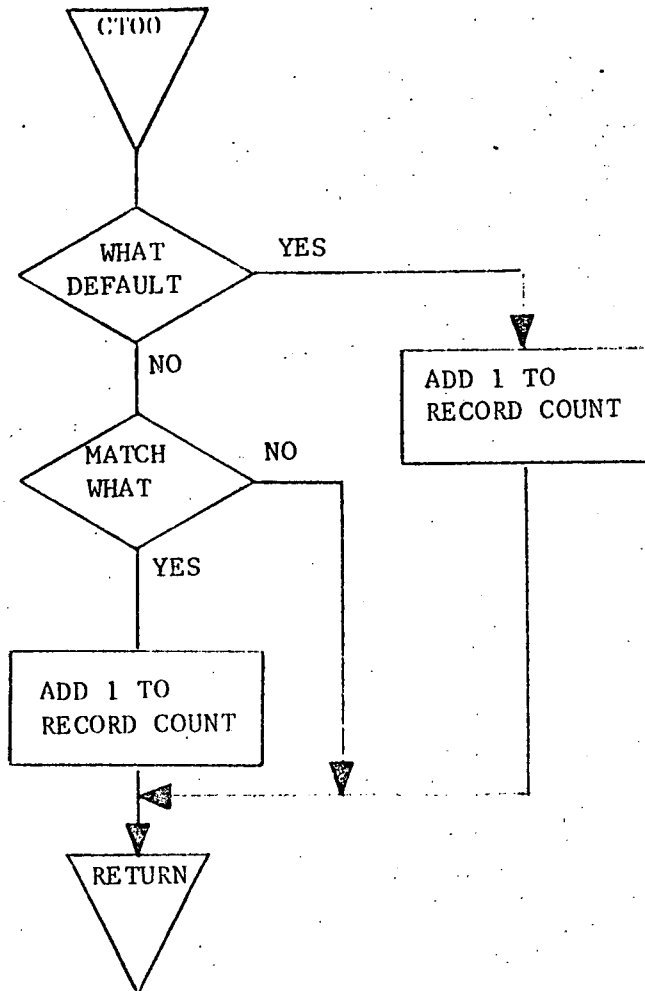 CT00
WHAT
DEFAULT
YES
NO
ADD 1 TO
RECORD COUNT
MATCH
WHAT
NO
YES
ADD 1 TO
RECORD COUNT
RETURN